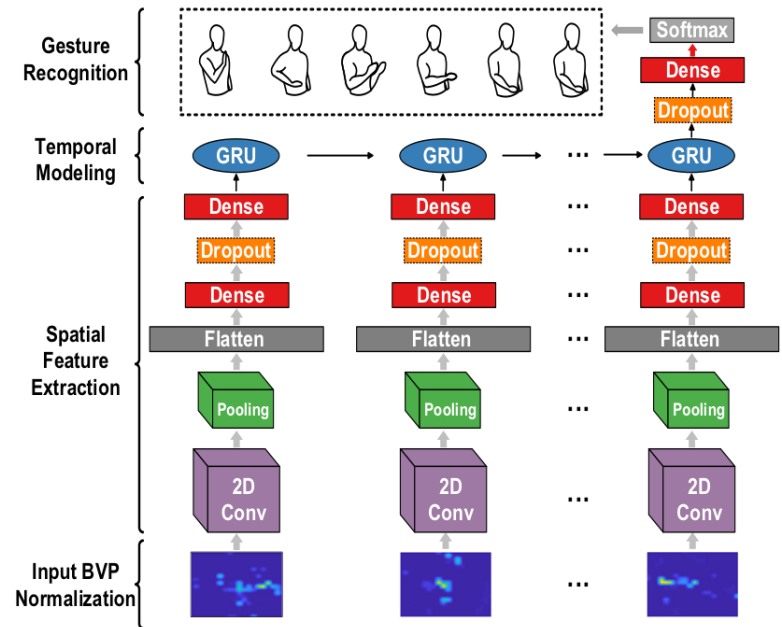 Gesture
Recognition
Softmax
Dense
Dropout
Temporal
Modeling
GRU GRU ... GRU
Dense Dense ... Dense
Dropout Dropout ... Dropout
Dense Dense ... Dense
Spatial
Feature
Extraction
Flatten Flatten ... Flatten
Pooling Pooling ... Pooling
2D 2D 2D
Conv Conv ... Conv
Input BVP
Normalization
...